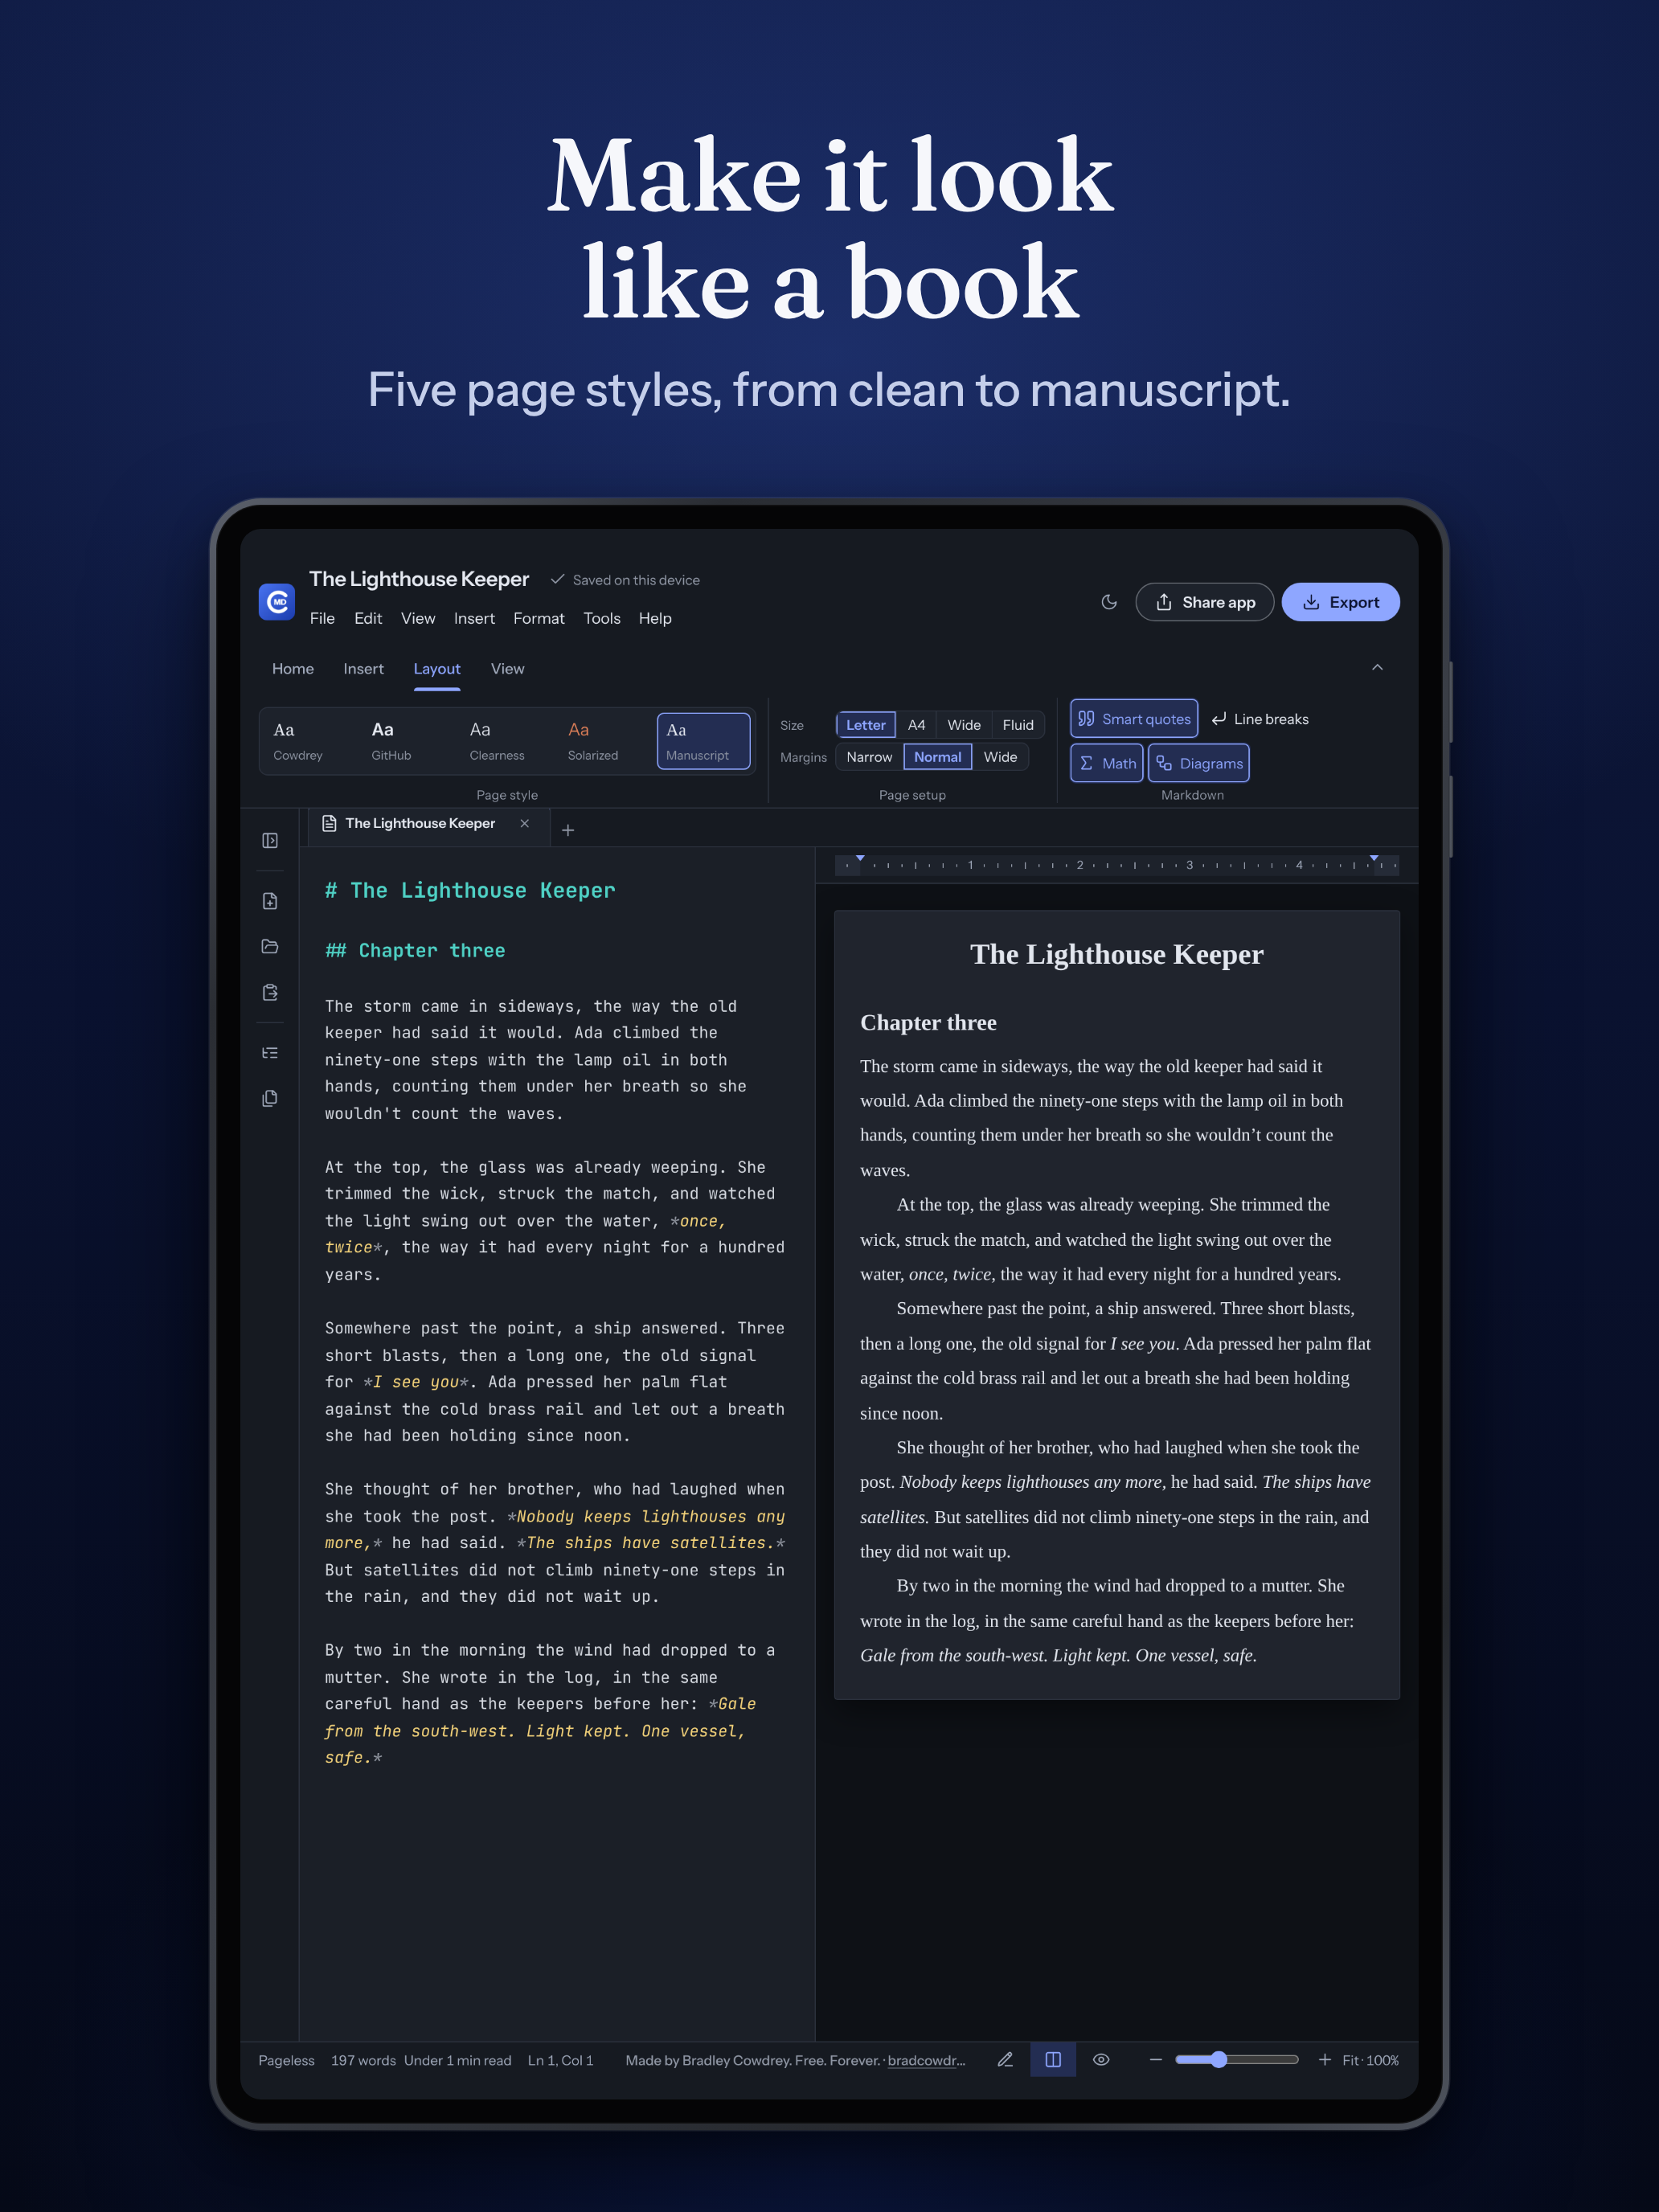 Make it look
like a book
Five page styles, from clean to manuscript.
The Lighthouse Keeper
Saved on this device
MD
File Edit View Insert Format Tools Help
Share app
Export
Home Insert Layout View
Aa Aa Aa Aa Aa
Cowdrey GitHub Clearness Solarized Manuscript
Page style
Size Letter A4 Wide Fluid
Margins Narrow Normal Wide
Page setup
Smart quotes Line breaks
Math Diagrams
Markdown
The Lighthouse Keeper
1 2 3 4
# The Lighthouse Keeper
## Chapter three
The storm came in sideways, the way the old
keeper had said it would. Ada climbed the
ninety-one steps with the lamp oil in both
hands, counting them under her breath so she
wouldn't count the waves.
At the top, the glass was already weeping. She
trimmed the wick, struck the match, and watched
the light swing out over the water, *once,
twice*, the way it had every night for a hundred
years.
Somewhere past the point, a ship answered. Three
short blasts, then a long one, the old signal
for *I see you*. Ada pressed her palm flat
against the cold brass rail and let out a breath
she had been holding since noon.
She thought of her brother, who had laughed when
she took the post. *Nobody keeps lighthouses any
more,* he had said. *The ships have satellites.*
But satellites did not climb ninety-one steps in
the rain, and they did not wait up.
By two in the morning the wind had dropped to a
mutter. She wrote in the log, in the same
careful hand as the keepers before her: *Gale
from the south-west. Light kept. One vessel,
safe.*
The Lighthouse Keeper
Chapter three
The storm came in sideways, the way the old keeper had said it
would. Ada climbed the ninety-one steps with the lamp oil in both
hands, counting them under her breath so she wouldn’t count the
waves.
At the top, the glass was already weeping. She trimmed the
wick, struck the match, and watched the light swing out over the
water, once, twice, the way it had every night for a hundred years.
Somewhere past the point, a ship answered. Three short blasts,
then a long one, the old signal for I see you. Ada pressed her palm flat
against the cold brass rail and let out a breath she had been holding
since noon.
She thought of her brother, who had laughed when she took the
post. Nobody keeps lighthouses any more, he had said. The ships have
satellites. But satellites did not climb ninety-one steps in the rain, and
they did not wait up.
By two in the morning the wind had dropped to a mutter. She
wrote in the log, in the same careful hand as the keepers before her:
Gale from the south-west. Light kept. One vessel, safe.
Pageless 197 words Under 1 min read Ln 1, Col 1 Made by Bradley Cowdrey. Free. Forever. · bradcowdr... Fit · 100%